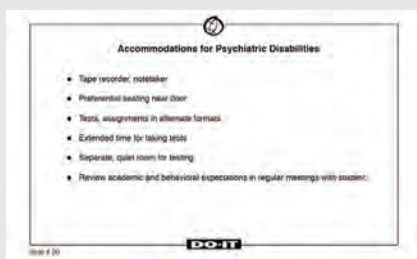 Accommodations for Psychiatric Disabilities
• Tape recorder, notetaker
• Preferential seating near door
• Tests, assignments in alternate formats
• Extended time for taking tests
• Separate, quiet room for testing
• Review academic and behavioral expectations in regular meetings with student.
DO-IT
Slide # 20